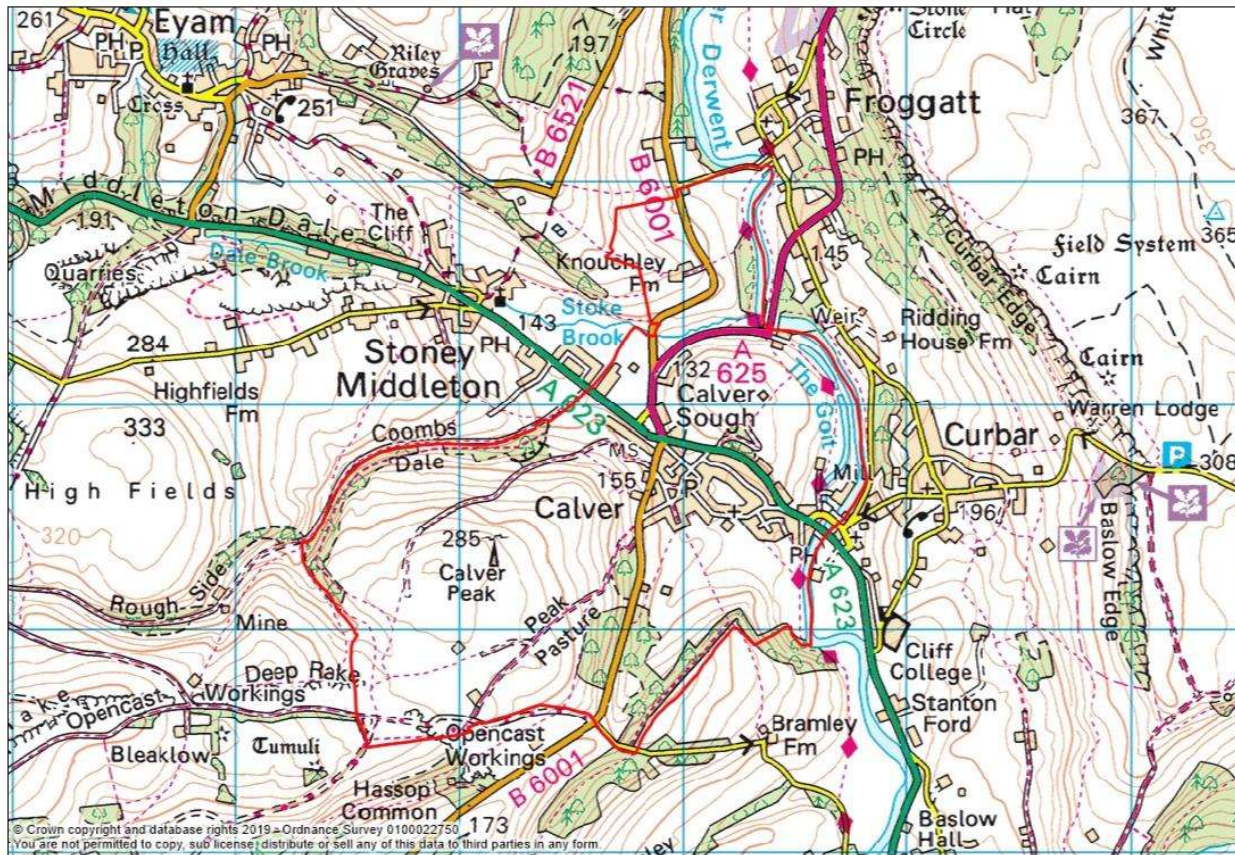 261
Eyam
PH
P
Hall
PH
Cross
251
Riley
Graves
197
B 6521
Derwent
B 6001
Stone
Circle
Flat
White
Froggatt
367
350
PH
365
Curbar Edge
Field System
Cairn
Middleton Dale
191
The
Cliff
Dale Brook
Quarries
Knouchley
Fm
145
Stoke
Brook
143
Weir
Ridding
House Fm
Cairn
284
PH
Stoney
Middleton
A 623
A
625
132
Calver
Sough
The Goit
Highfields
Fm
333
Coombs
Dale
MS
Warren Lodge
Curbar
P
308
High Fields
155
P
Mill
Calver
196
320
285
Calver
Peak
PH
A 623
Baslow Edge
Rough Side
Mine
Peak
Pasture
Cliff
College
Deep Rake
Workings
Opencast
Stanton
Ford
Bleaklow
Tumuli
Opencast
Workings
Bramley
Fm
B 6001
Hassop
Common
173
Baslow
Hall
© Crown copyright and database rights 2019 - Ordnance Survey 0100022750
You are not permitted to copy, sub license, distribute or sell any of this data to third parties in any form.